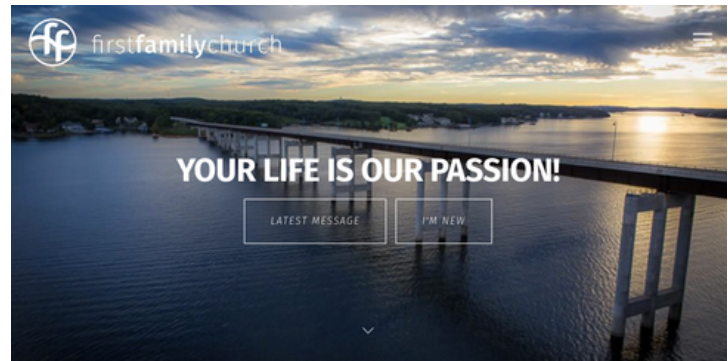 firstfamilychurch
YOUR LIFE IS OUR PASSION!
LATEST MESSAGE
I'M NEW